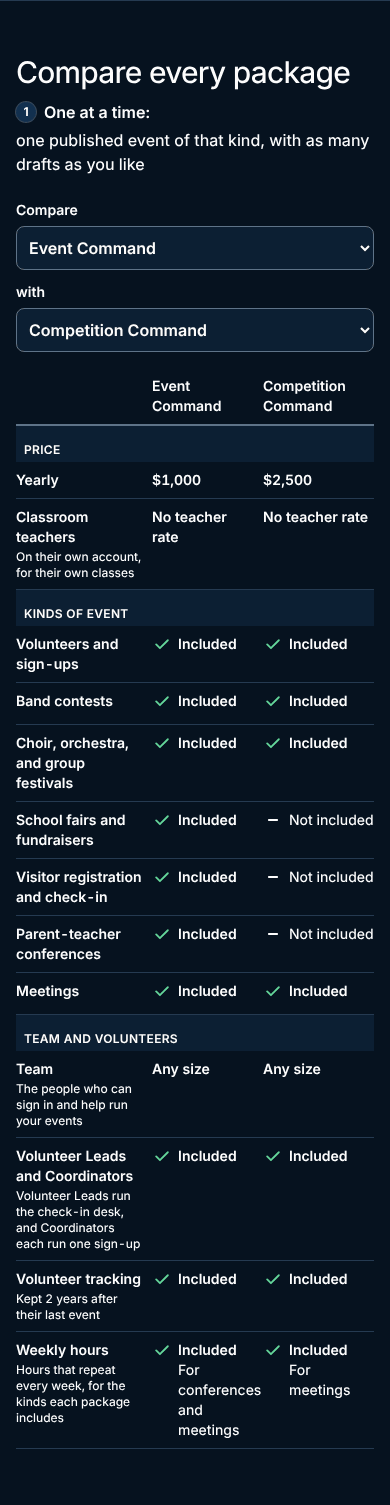 Compare every package
1 One at a time:
one published event of that kind, with as many
drafts as you like
Compare
Event Command
with
Competition Command
Event Command
Competition Command
PRICE
Yearly $1,000 $2,500
Classroom teachers
On their own account, for their own classes
No teacher rate
No teacher rate
KINDS OF EVENT
Volunteers and sign-ups
Included
Included
Band contests Included Included
Choir, orchestra, and group festivals
Included
Included
School fairs and fundraisers
Included
Not included
Visitor registration and check-in
Included
Not included
Parent-teacher conferences
Included
Not included
Meetings Included Included
TEAM AND VOLUNTEERS
Team
The people who can sign in and help run your events
Any size
Any size
Volunteer Leads and Coordinators
Volunteer Leads run the check-in desk, and Coordinators each run one sign-up
Included
Included
Volunteer tracking
Kept 2 years after their last event
Included
Included
Weekly hours
Hours that repeat every week, for the kinds each package includes
Included
For conferences and meetings
Included
For meetings